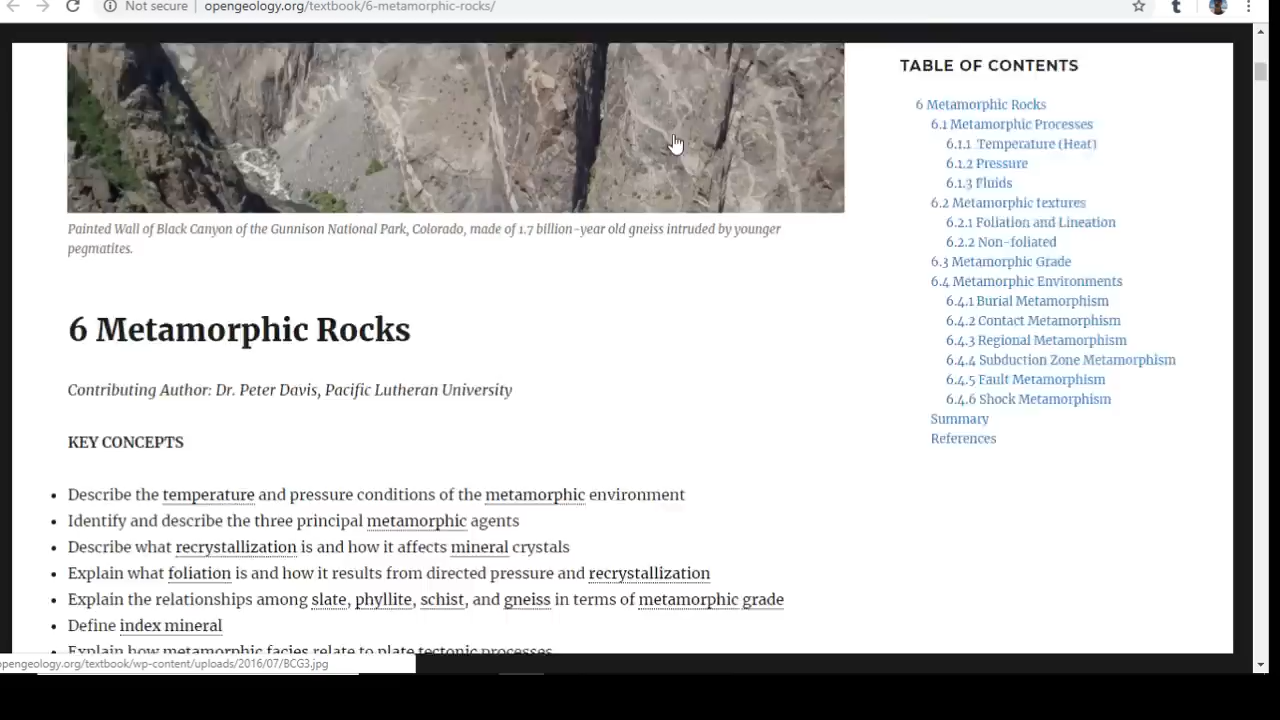 Not secure opengeology.org/textbook/6-metamorphic-rocks/
Painted Wall of Black Canyon of the Gunnison National Park, Colorado, made of 1.7 billion-year old gneiss intruded by younger
pegmatites.
6 Metamorphic Rocks
Contributing Author: Dr. Peter Davis, Pacific Lutheran University
KEY CONCEPTS
• Describe the temperature and pressure conditions of the metamorphic environment
• Identify and describe the three principal metamorphic agents
• Describe what recrystallization is and how it affects mineral crystals
• Explain what foliation is and how it results from directed pressure and recrystallization
• Explain the relationships among slate, phyllite, schist, and gneiss in terms of metamorphic grade
• Define index mineral
• Explain how metamorphic facies relate to plate tectonic processes
TABLE OF CONTENTS
6 Metamorphic Rocks
6.1 Metamorphic Processes
6.1.1 Temperature (Heat)
6.1.2 Pressure
6.1.3 Fluids
6.2 Metamorphic textures
6.2.1 Foliation and Lineation
6.2.2 Non-foliated
6.3 Metamorphic Grade
6.4 Metamorphic Environments
6.4.1 Burial Metamorphism
6.4.2 Contact Metamorphism
6.4.3 Regional Metamorphism
6.4.4 Subduction Zone Metamorphism
6.4.5 Fault Metamorphism
6.4.6 Shock Metamorphism
Summary
References
opengeology.org/textbook/wp-content/uploads/2016/07/BCG3.jpg